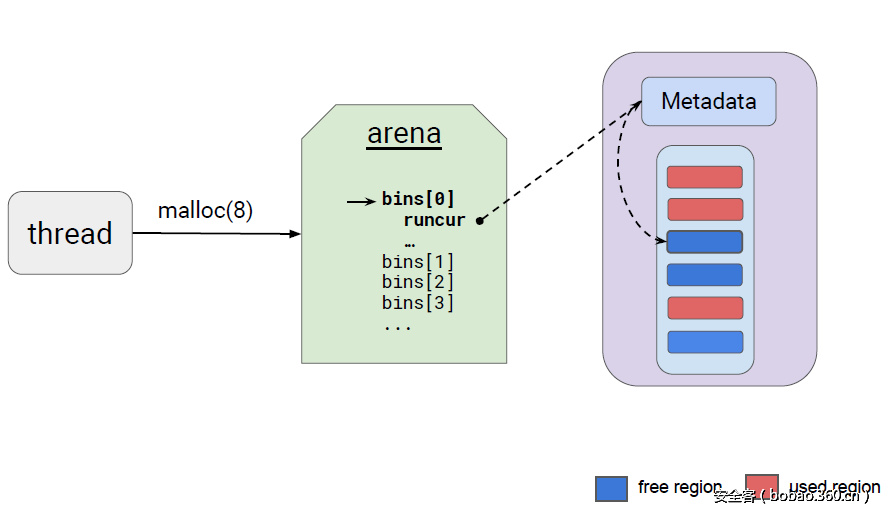 thread
malloc(8)
arena
bins[0]
runcur
…
bins[1]
bins[2]
bins[3]
...
Metadata
free region
used region
安全客 ( bobao.360.cn )